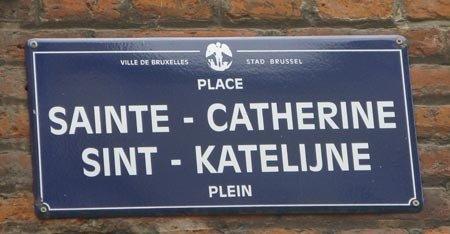 VILLE DE BRUXELLES STAD BRUSSEL
PLACE
SAINTE - CATHERINE
SINT - KATELIJNE
PLEIN